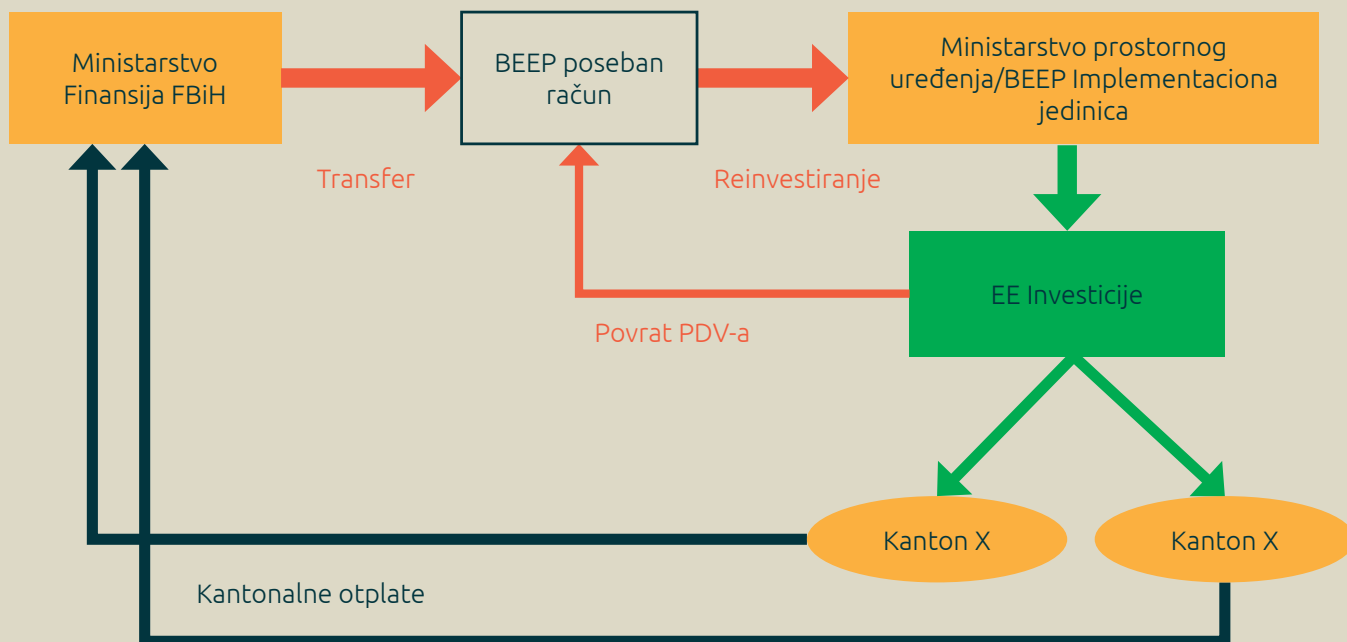 Ministarstvo
Finansija FBiH
BEEP poseban
račun
Ministarstvo prostornog
uređenja/BEEP Implementaciona
jedinica
Transfer
Reinvestiranje
EE Investicije
Povrat PDV-a
Kanton X
Kanton X
Kantonalne otplate